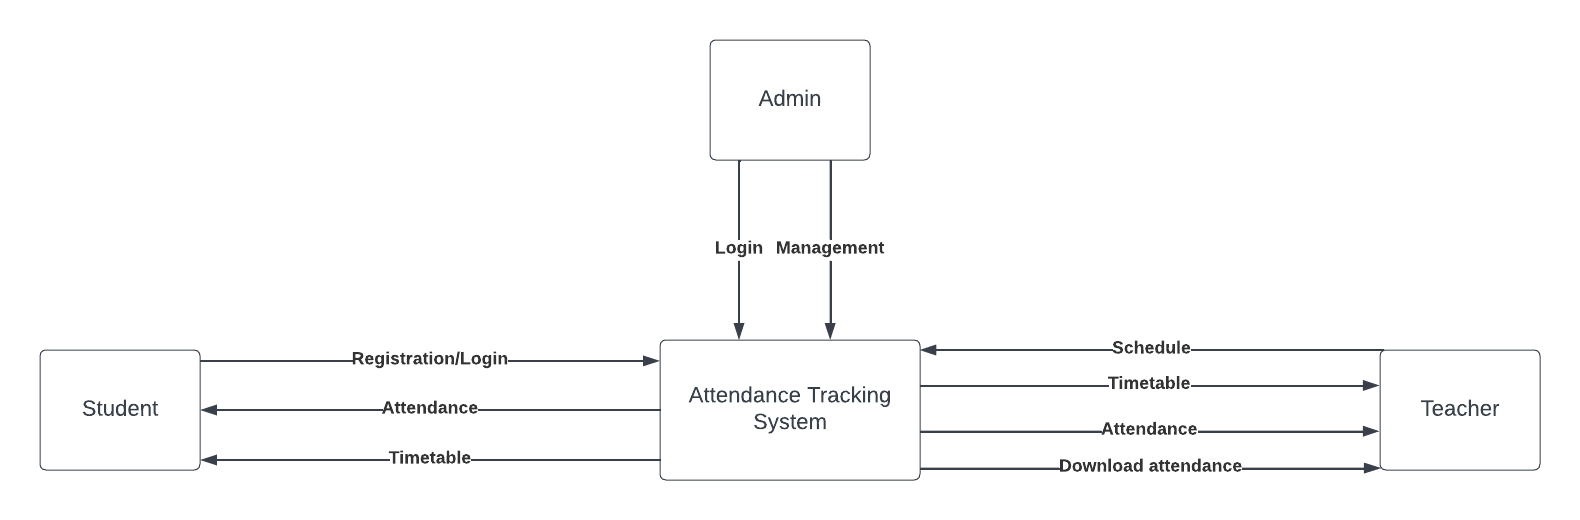 Admin
Login
Management
Registration/Login
Schedule
Timetable
Student
Attendance
Attendance Tracking
System
Teacher
Attendance
Timetable
Download attendance